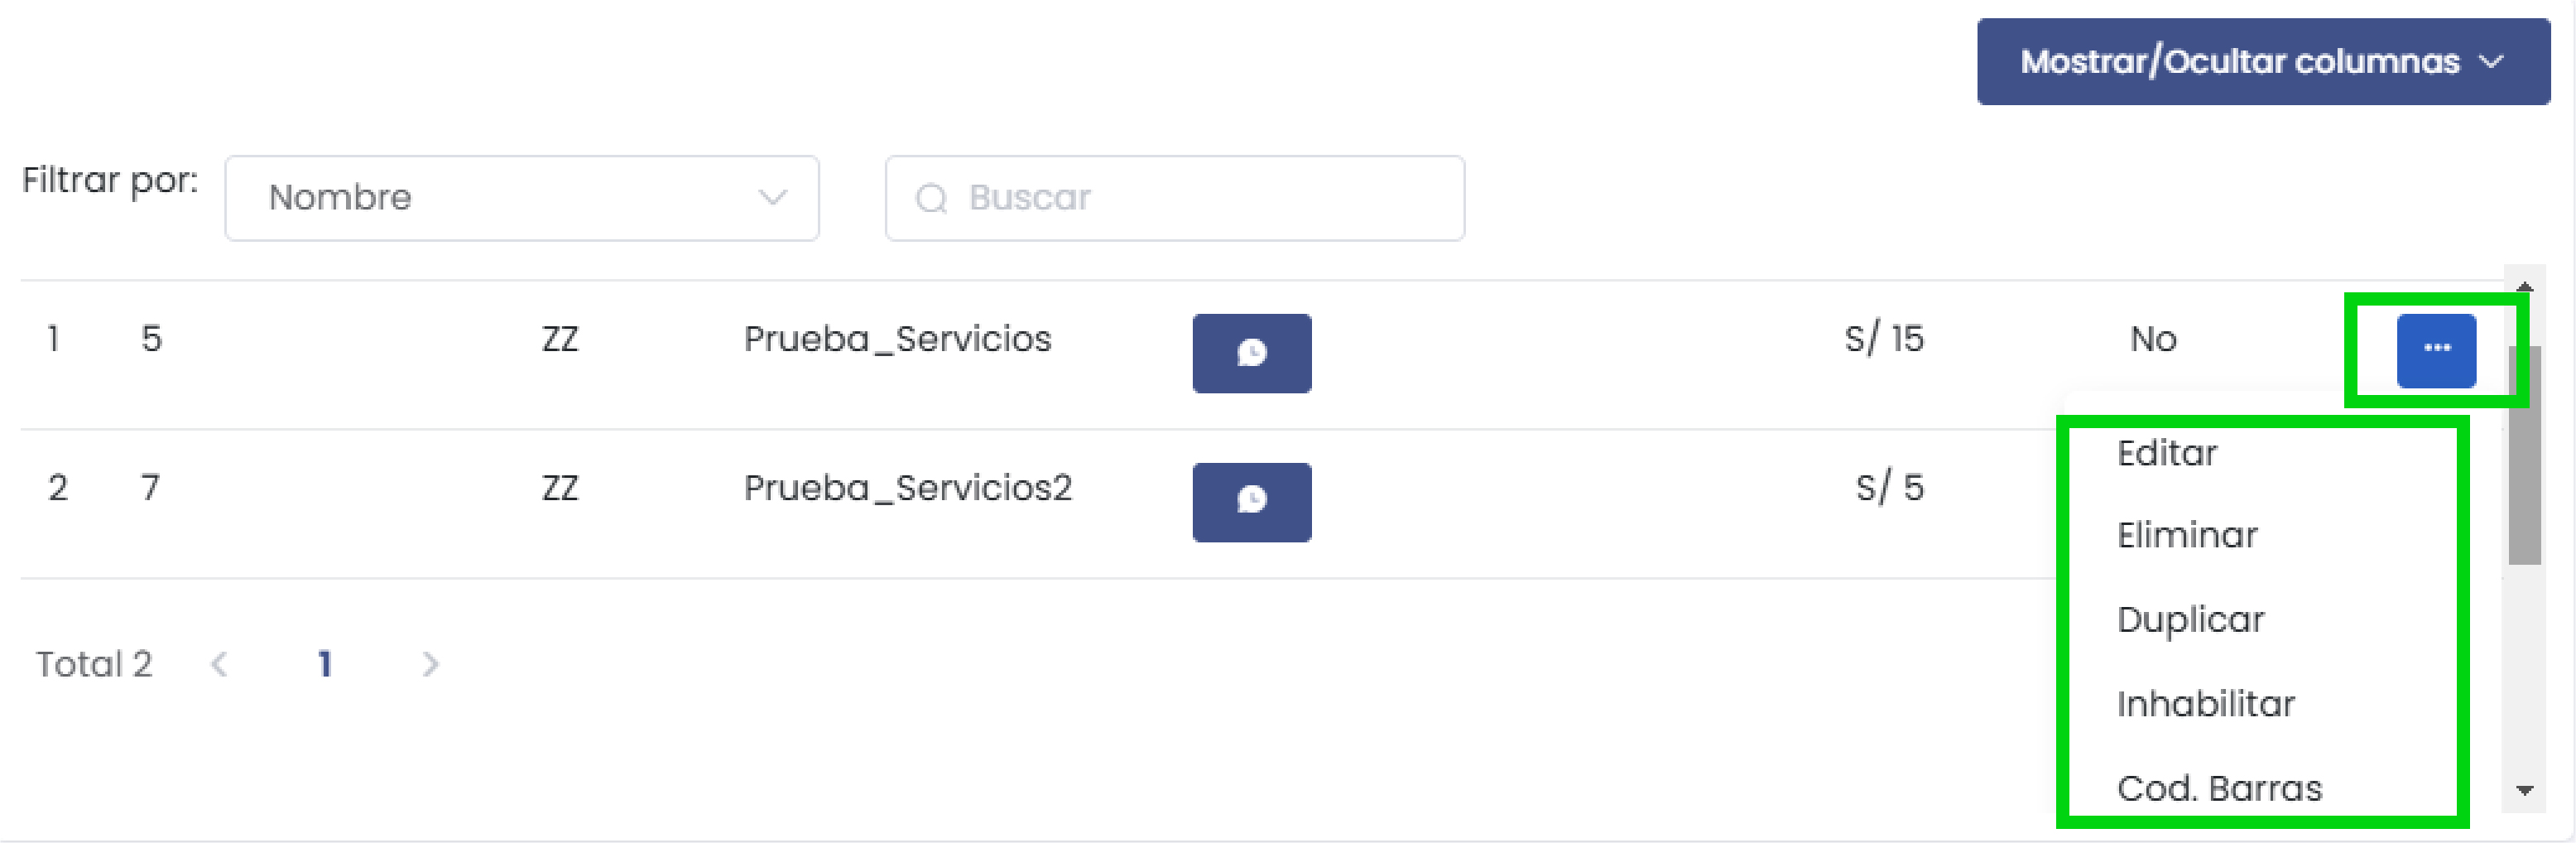 Mostrar/Ocultar columnas
Filtrar por: Nombre Buscar
1 5 ZZ Prueba_Servicios S/ 15 No
2 7 ZZ Prueba_Servicios2 S/ 5
Editar
Eliminar
Duplicar
Inhabilitar
Cod. Barras
Total 2 1